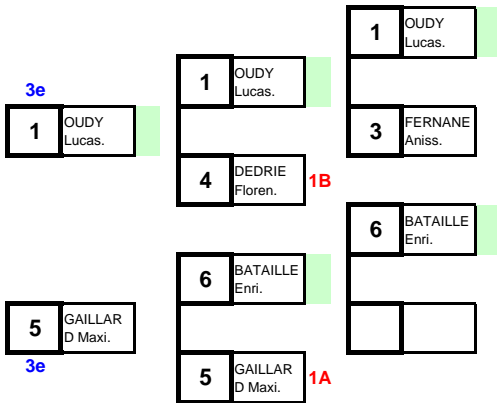 3e
1 OUDY
Lucas.
5 GAILLAR
D Maxi.
3e
1 OUDY
Lucas.
4 DEDRIE
Floren. 1B
6 BATAILLE
Enri.
5 GAILLAR
D Maxi. 1A
1 OUDY
Lucas.
3 FERNANE
Aniss.
6 BATAILLE
Enri.